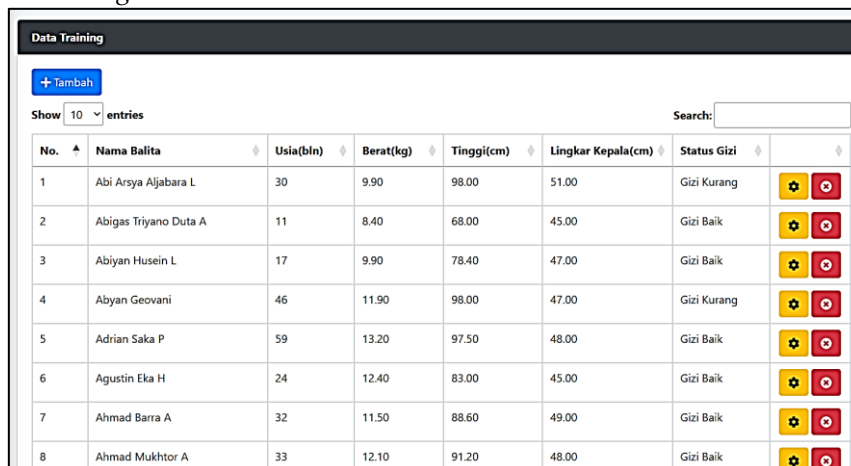 Data Training
+ Tambah
Show 10 entries Search:
No. Nama Balita Usia(bln) Berat(kg) Tinggi(cm) Lingkar Kepala(cm) Status Gizi
1 Abi Arsya Aljabara L 30 9.90 98.00 51.00 Gizi Kurang
2 Abigas Triyano Duta A 11 8.40 68.00 45.00 Gizi Baik
3 Abiyan Husein L 17 9.90 78.40 47.00 Gizi Baik
4 Abyan Geovani 46 11.90 98.00 47.00 Gizi Kurang
5 Adrian Saka P 59 13.20 97.50 48.00 Gizi Baik
6 Agustin Eka H 24 12.40 83.00 45.00 Gizi Baik
7 Ahmad Barra A 32 11.50 88.60 49.00 Gizi Baik
8 Ahmad Mukhtor A 33 12.10 91.20 48.00 Gizi Baik